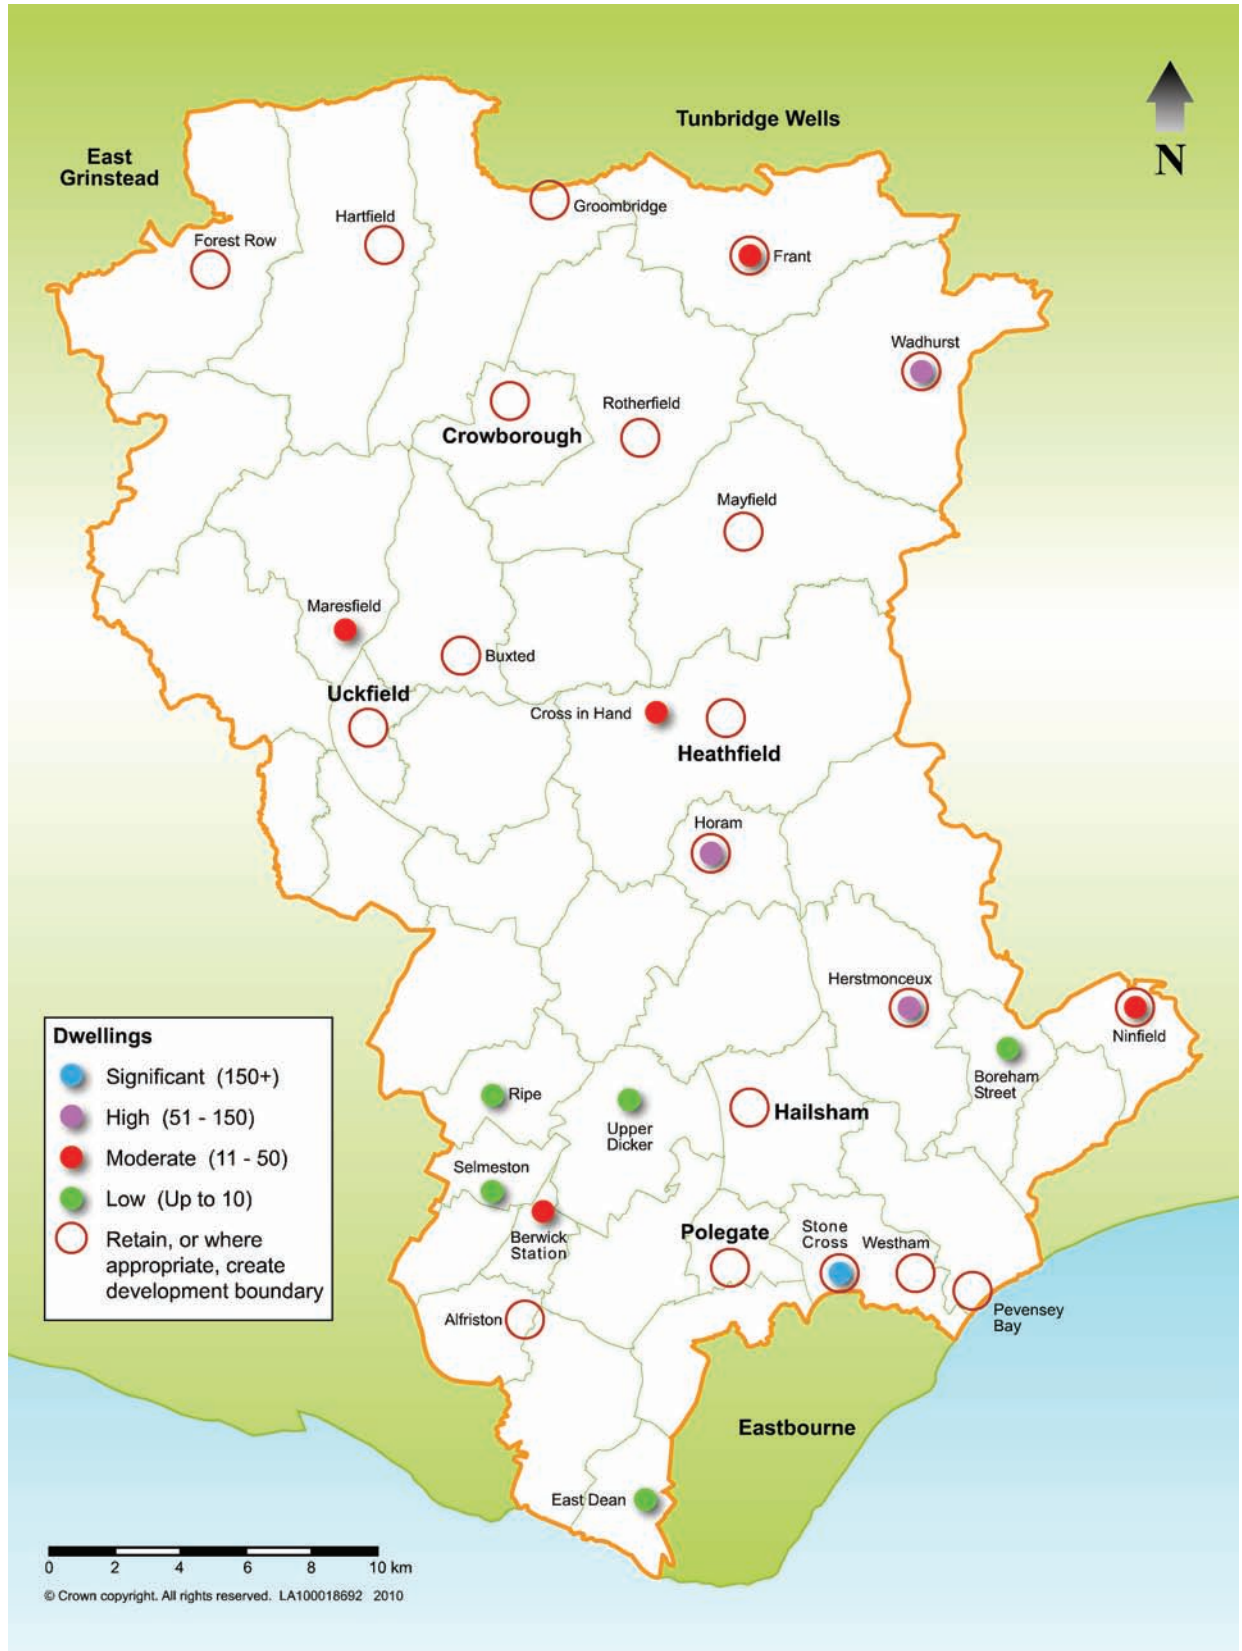 Tunbridge Wells
N
East
Grinstead
Groombridge
Hartfield
Forest Row
Frant
Wadhurst
Rotherfield
Crowborough
Mayfield
Maresfield
Buxted
Uckfield
Cross in Hand
Heathfield
Horam
Herstmonceux
Ninfield
Boreham
Street
Dwellings
Significant (150+)
High (51 - 150)
Moderate (11 - 50)
Low (Up to 10)
Retain, or where
appropriate, create
development boundary
Ripe
Upper
Dicker
Hailsham
Selmeston
Berwick
Station
Polegate
Stone
Cross
Westham
Pevensey
Bay
Alfriston
Eastbourne
East Dean
0 2 4 6 8 10 km
© Crown copyright. All rights reserved. LA100018692 2010